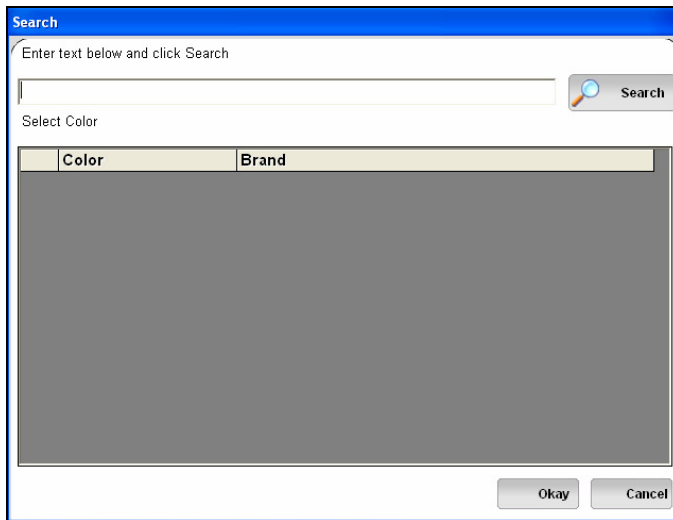 Search
Enter text below and click Search
Search
Select Color
Color Brand
Okay Cancel